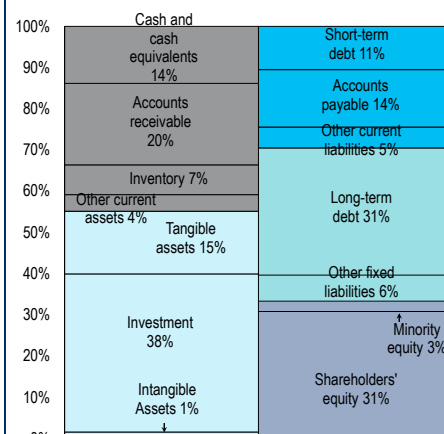 100%
90%
80%
70%
60%
50%
40%
30%
20%
10%
0%
Cash and
cash
equivalents
14%
Accounts
receivable
20%
Inventory 7%
Other current
assets 4%
Tangible
assets 15%
Investment
38%
Intangible
Assets 1%
Short-term
debt 11%
Accounts
payable 14%
Other current
liabilities 5%
Long-term
debt 31%
Other fixed
liabilities 6%
Minority
equity 3%
Shareholders'
equity 31%